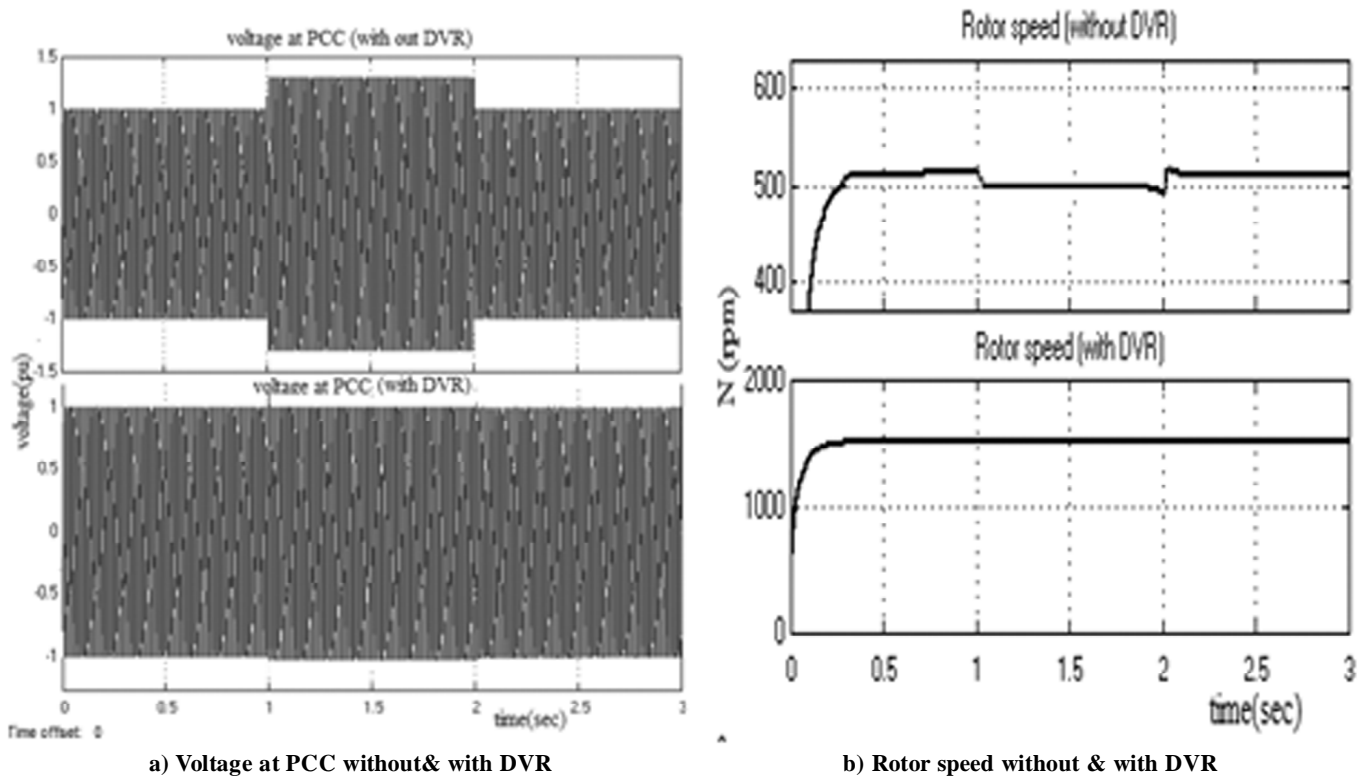 voltage at PCC (with out DVR)
1.5
1
0.5
0
-0.5
-1
-1.5
voltage(pu)
voltage at PCC (with DVR)
1
0.5
0
-0.5
-1
0 0.5 1 1.5 2 2.5 3
time(sec)
Time offset: 0
a) Voltage at PCC without& with DVR
Rotor speed (without DVR)
600
500
400
N (rpm)
Rotor speed (with DVR)
2000
1000
0
0 0.5 1 1.5 2 2.5 3
time(sec)
b) Rotor speed without & with DVR